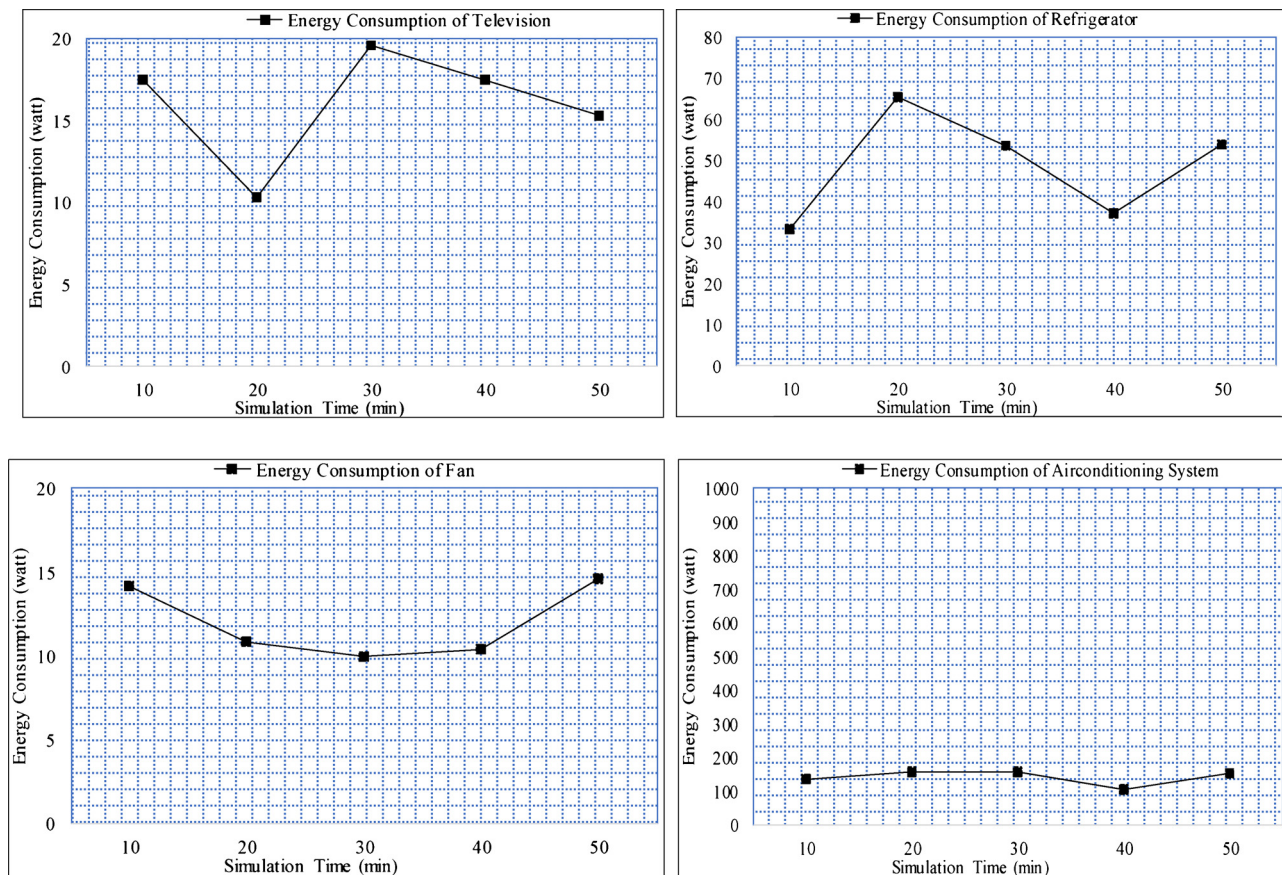 Energy Consumption of Television
Energy Consumption (watt)
20
15
10
5
0
10 20 30 40 50
Simulation Time (min)
Energy Consumption of Refrigerator
Energy Consumption (watt)
80
70
60
50
40
30
20
10
0
10 20 30 40 50
Simulation Time (min)
Energy Consumption of Fan
Energy Consumption (watt)
20
15
10
5
0
10 20 30 40 50
Simulation Time (min)
Energy Consumption of Airconditioning System
Energy Consumption (watt)
1000
900
800
700
600
500
400
300
200
100
0
10 20 30 40 50
Simulation Time (min)